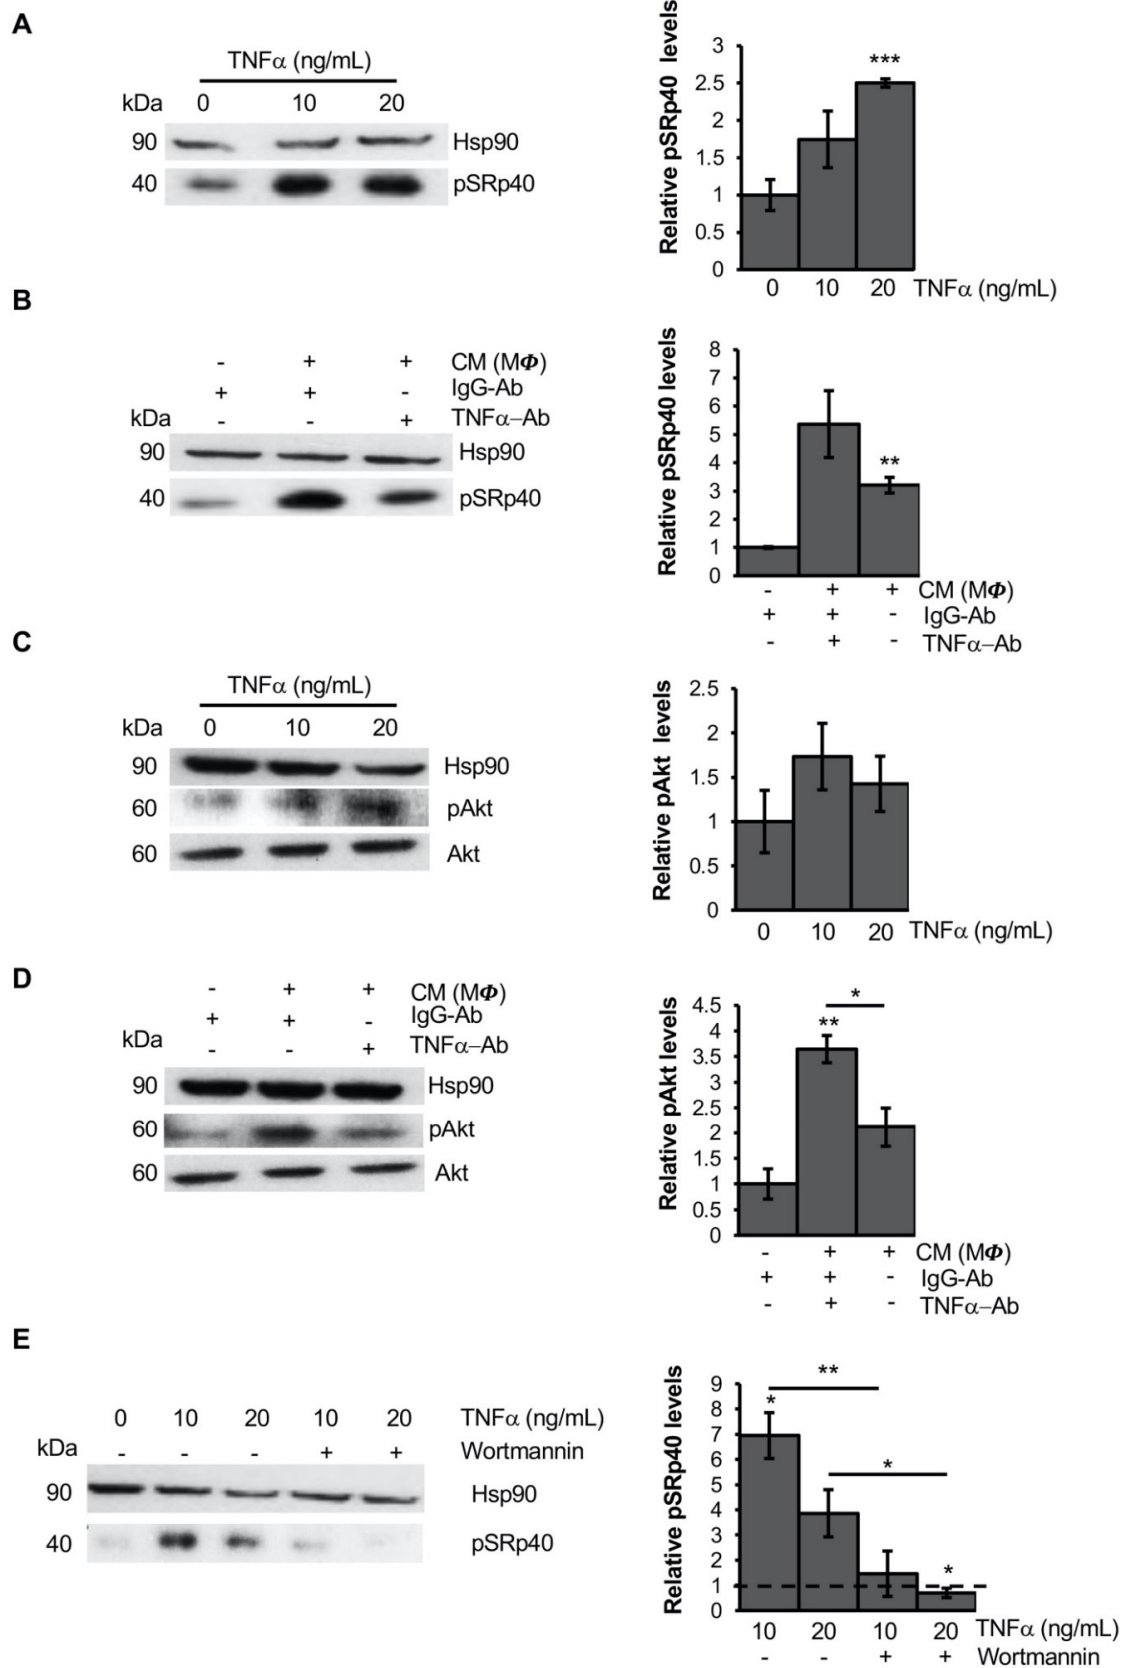 A
TNFα (ng/mL)
kDa 0 10 20
90 Hsp90
40 pSRp40
Relative pSRp40 levels
3
2.5
2
1.5
1
0.5
0
***
0 10 20 TNFα (ng/mL)
B
- + + CM (MΦ)
+ + - IgG-Ab
kDa - - + TNFα–Ab
90 Hsp90
40 pSRp40
Relative pSRp40 levels
8
7
6
5
4
3
2
1
0
**
- + + CM (MΦ)
+ + - IgG-Ab
- + - TNFα–Ab
C
TNFα (ng/mL)
kDa 0 10 20
90 Hsp90
60 pAkt
60 Akt
Relative pAkt levels
2.5
2
1.5
1
0.5
0
0 10 20 TNFα (ng/mL)
D
- + + CM (MΦ)
+ + - IgG-Ab
kDa - - + TNFα–Ab
90 Hsp90
60 pAkt
60 Akt
Relative pAkt levels
4.5
4
3.5
3
2.5
2
1.5
1
0.5
0
*
**
- + + CM (MΦ)
+ + - IgG-Ab
- + - TNFα–Ab
E
0 10 20 10 20 TNFα (ng/mL)
kDa - - - + + Wortmannin
90 Hsp90
40 pSRp40
Relative pSRp40 levels
9
8
7
6
5
4
3
2
1
0
**
*
*
*
10 20 10 20 TNFα (ng/mL)
- - + + Wortmannin